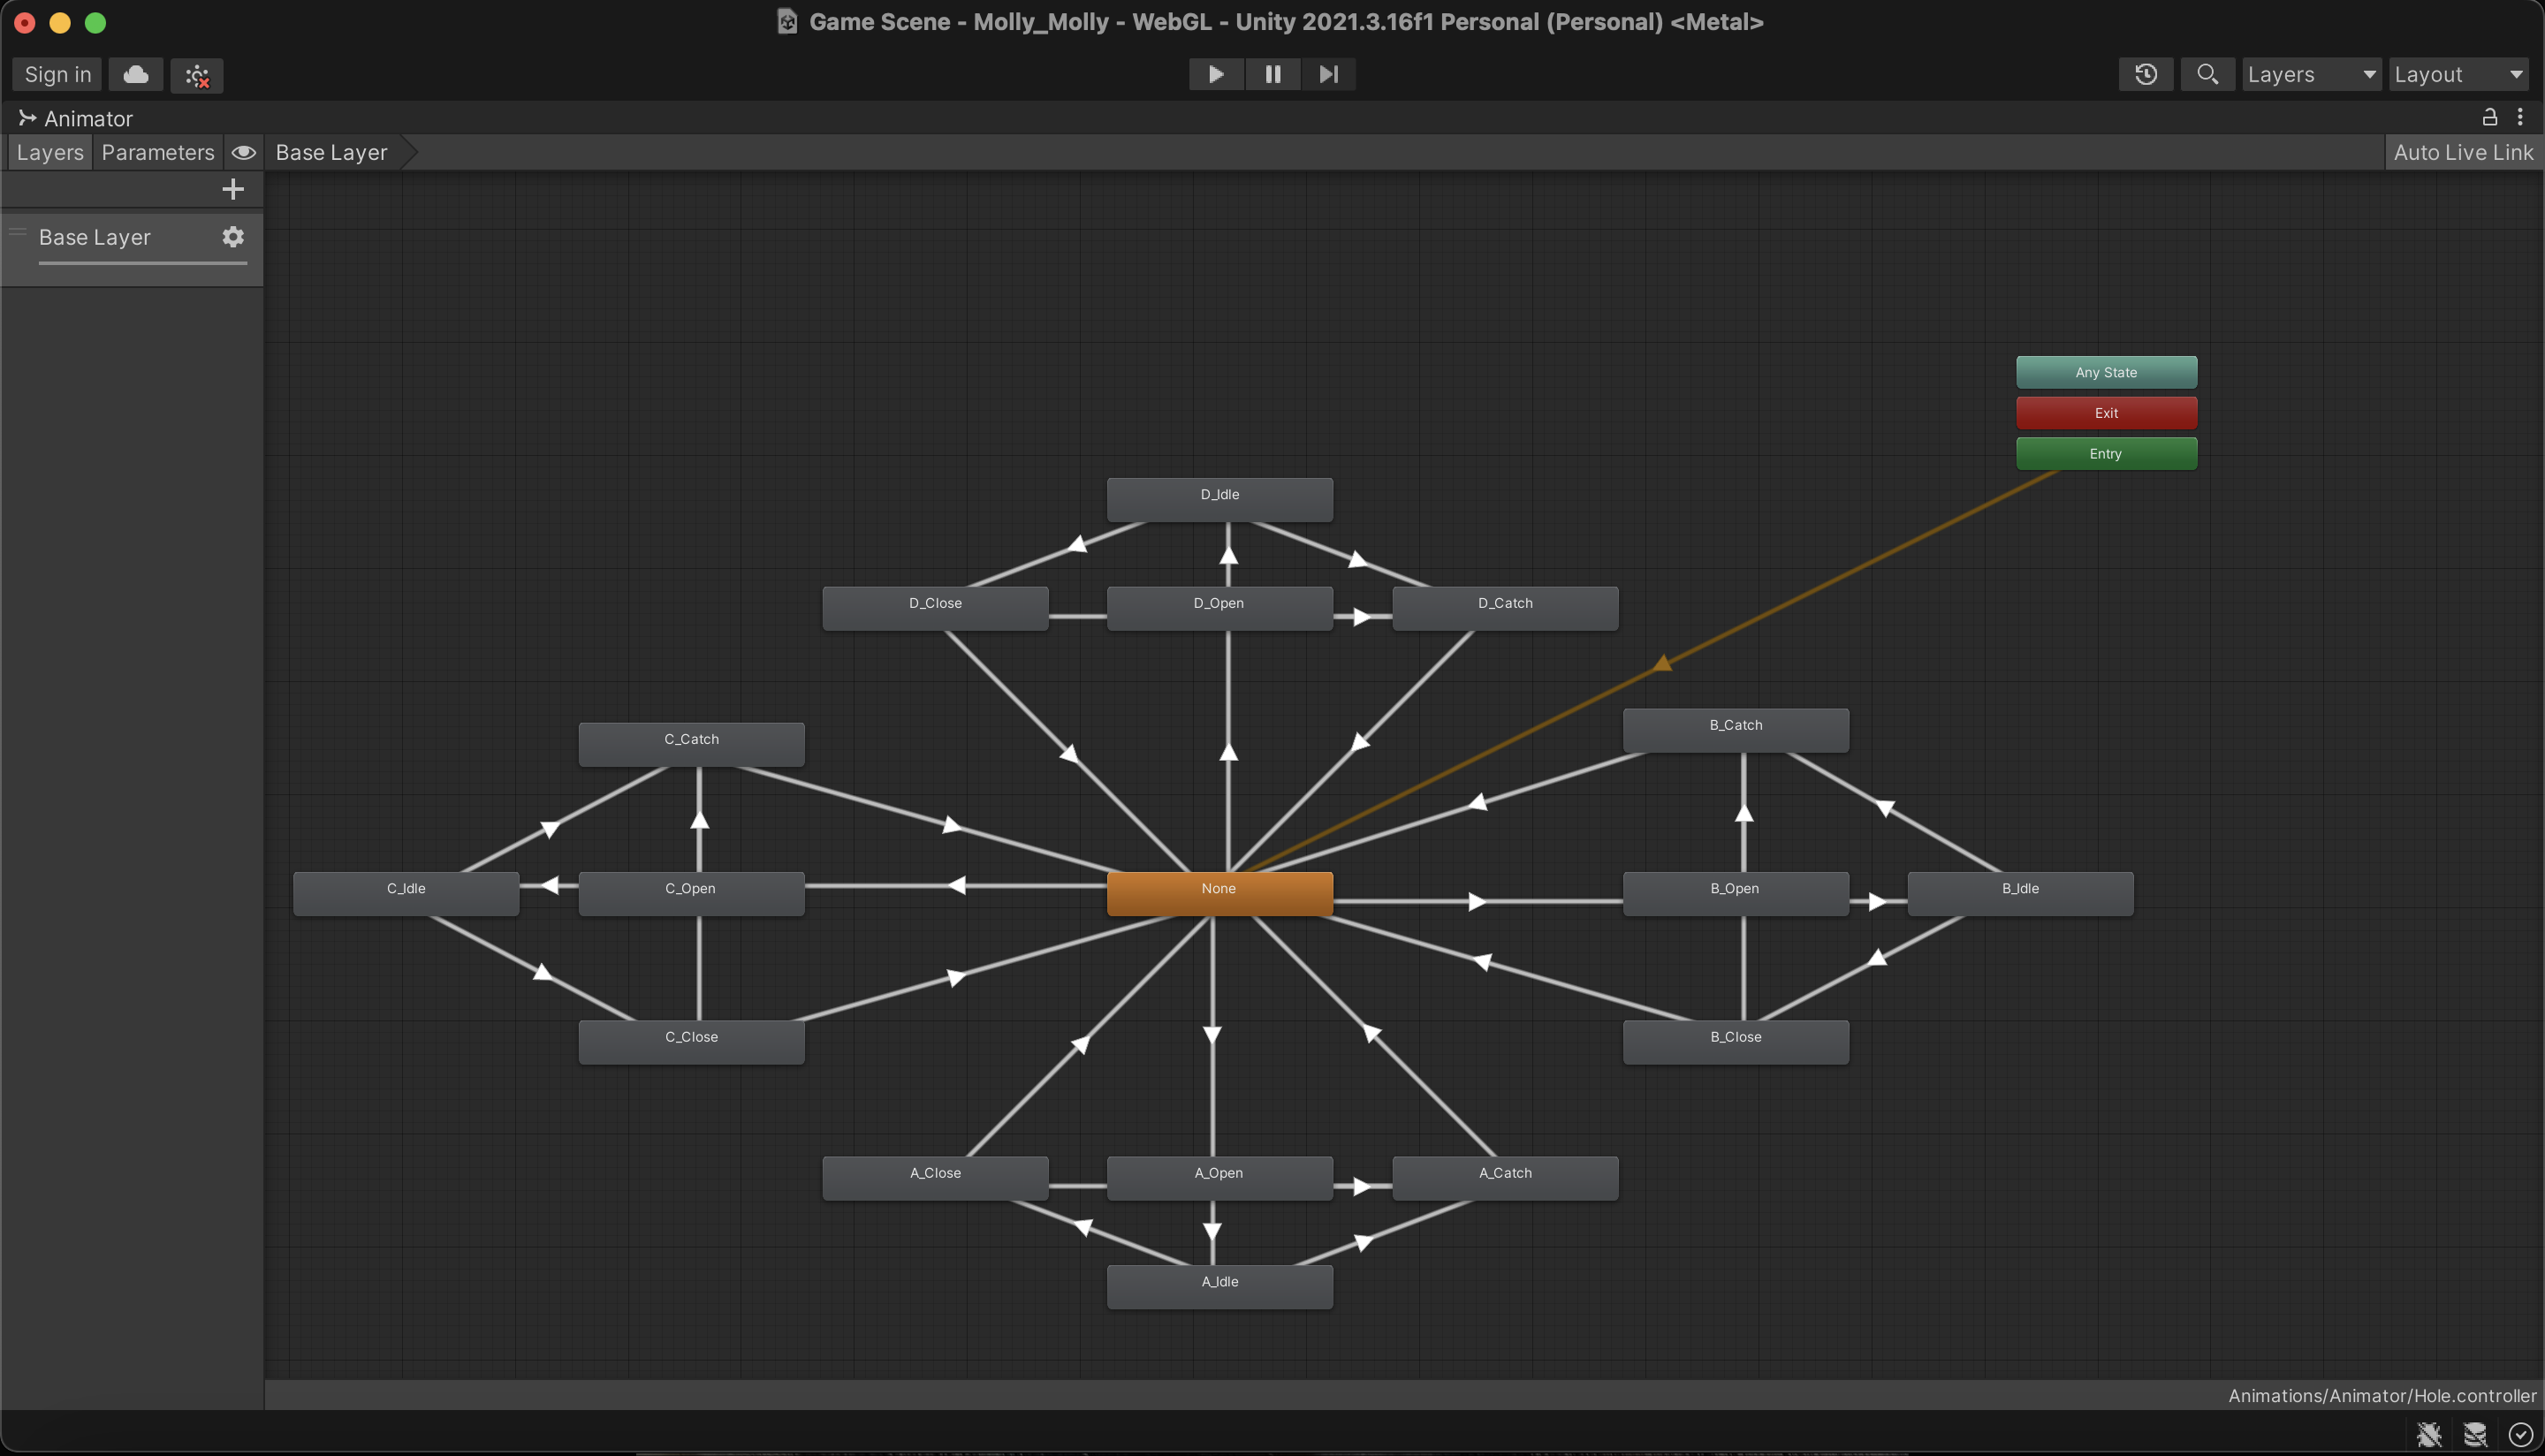 Game Scene - Molly_Molly - WebGL - Unity 2021.3.16f1 Personal (Personal) <Metal>
Sign in
Layers
Layout
Animator
Layers Parameters
Base Layer
Auto Live Link
Base Layer
Any State
Exit
Entry
D_Idle
D_Close
D_Open
D_Catch
C_Catch
B_Catch
C_Idle
C_Open
None
B_Open
B_Idle
C_Close
B_Close
A_Close
A_Open
A_Catch
A_Idle
Animations/Animator/Hole.controller